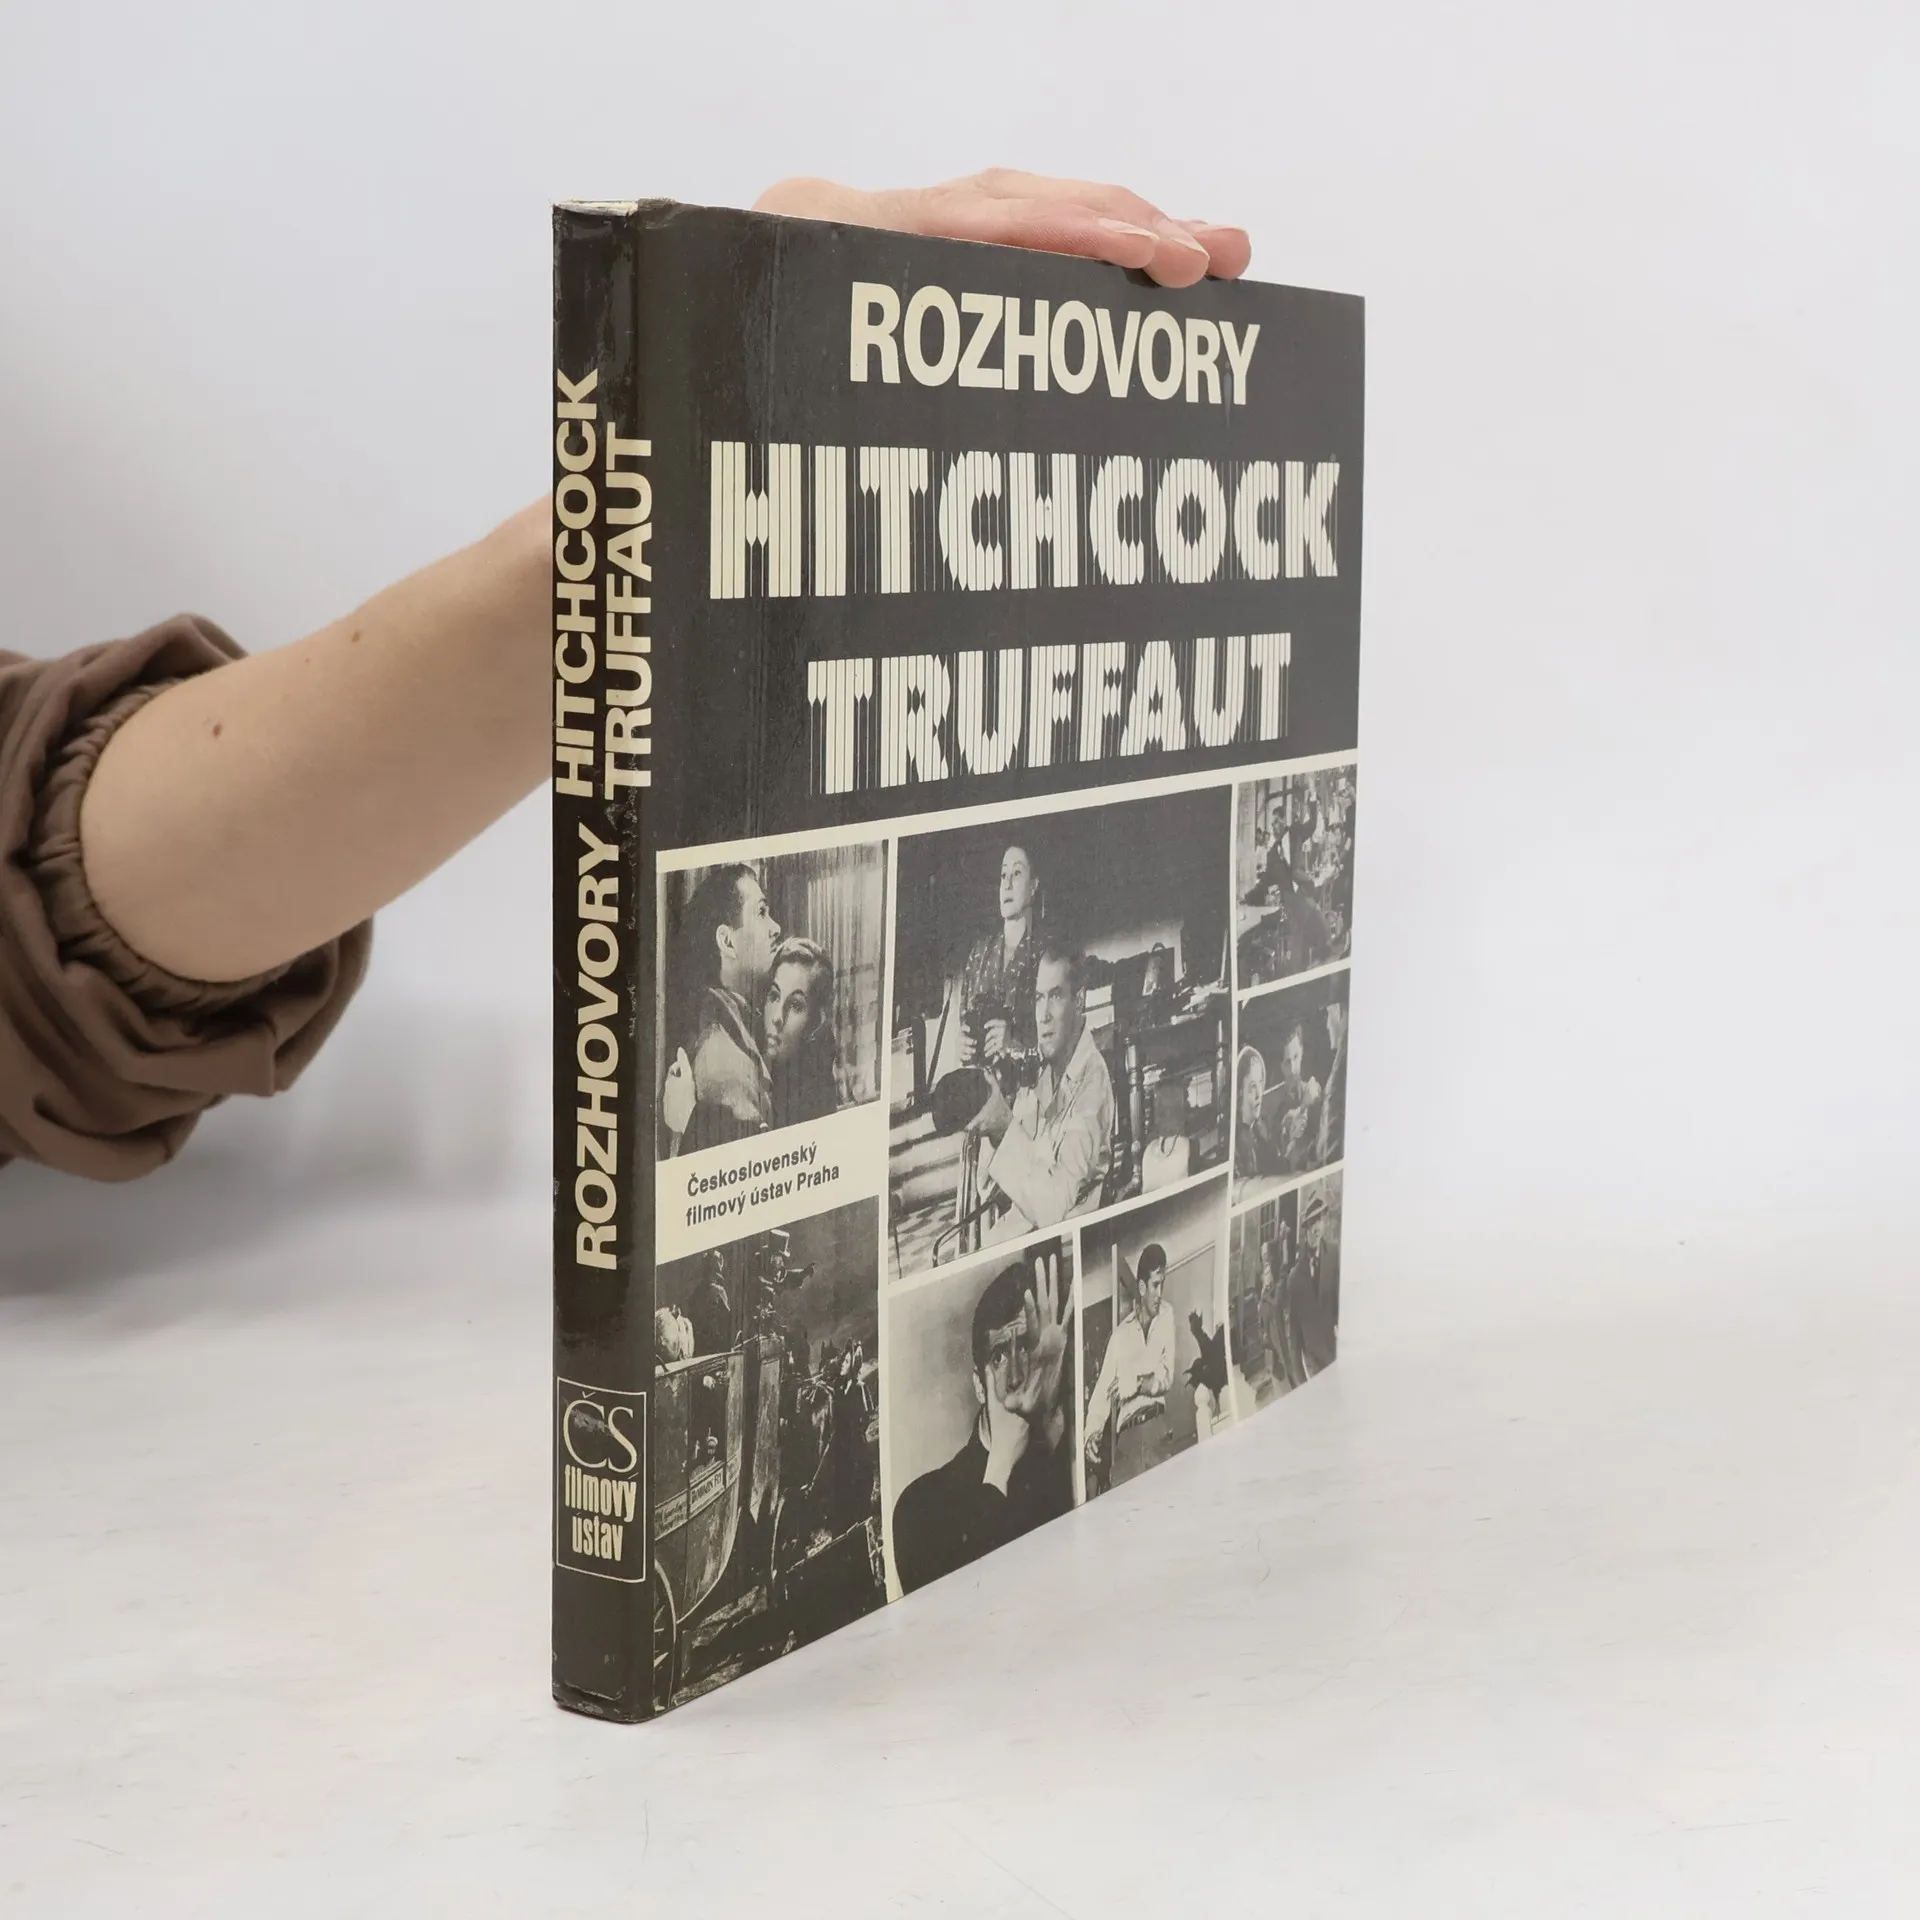 ROZHOVORY
HITCHCOCK
TRUFFAUT
Československý
filmový ústav Praha
ROZHOVORY HITCHCOCK
TRUFFAUT
ČS
filmový
ústav